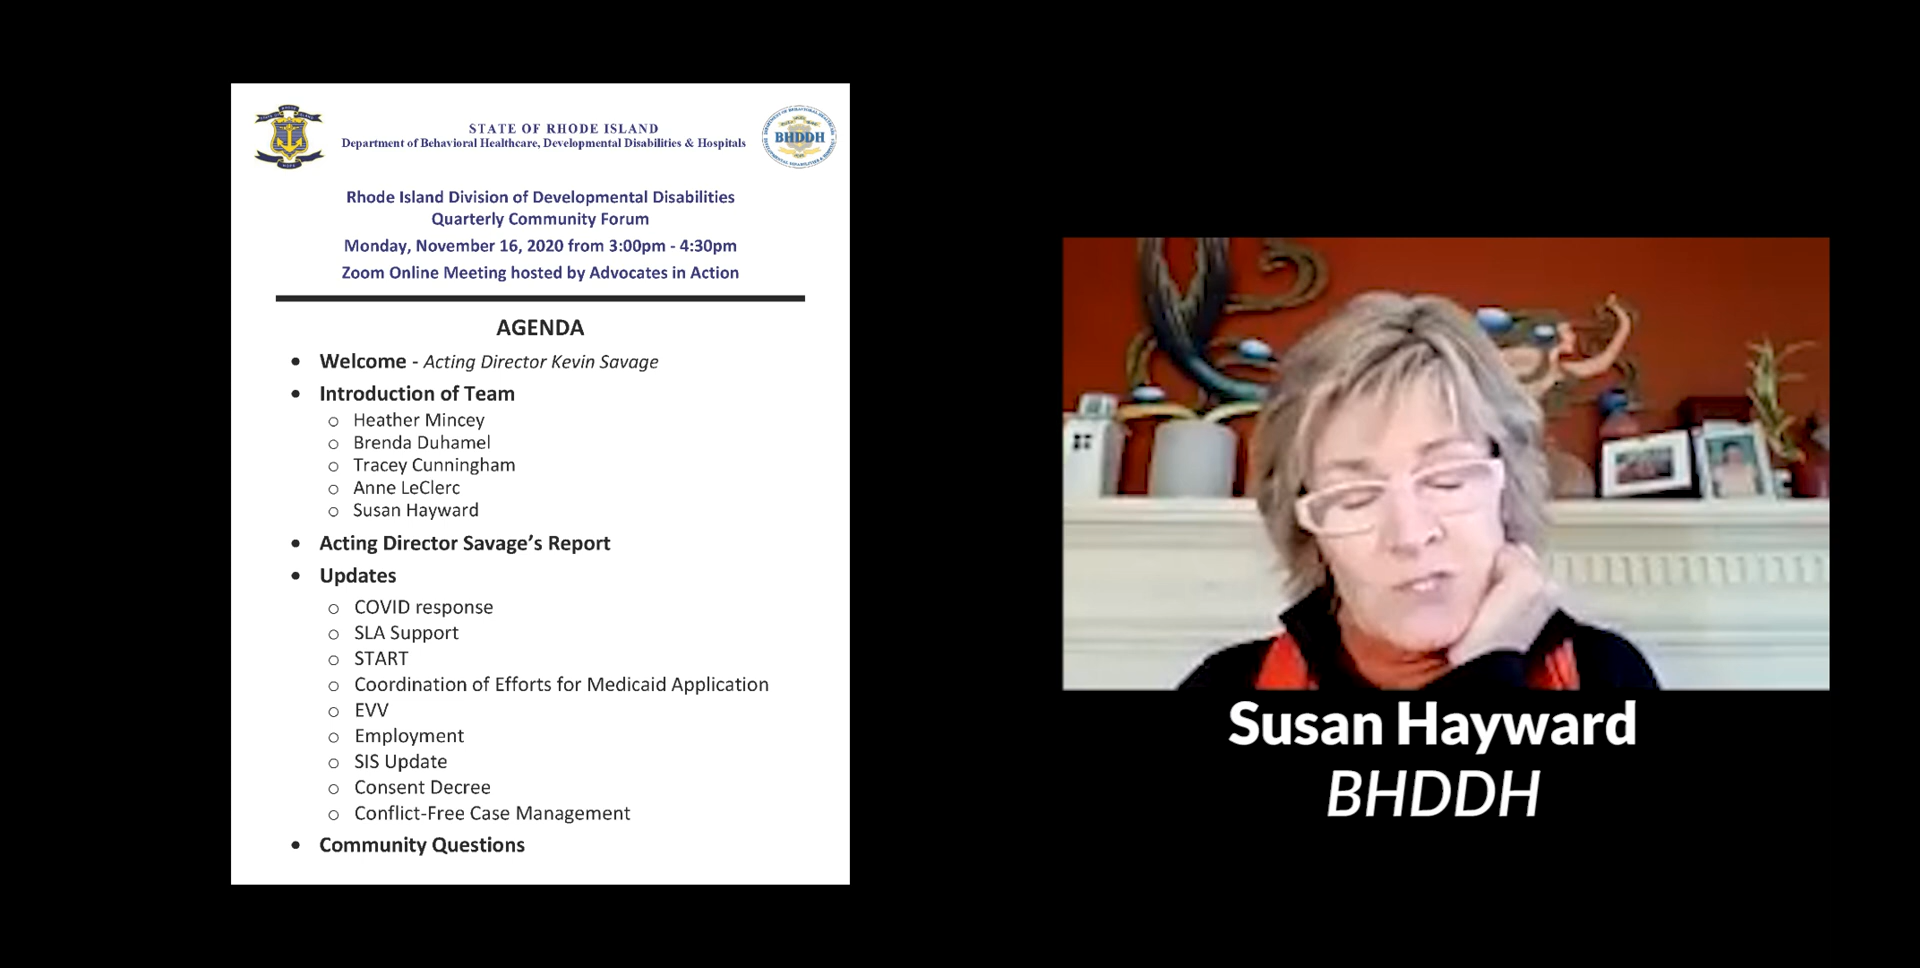 STATE OF RHODE ISLAND
Department of Behavioral Healthcare, Developmental Disabilities & Hospitals
BHDDH
Rhode Island Division of Developmental Disabilities
Quarterly Community Forum
Monday, November 16, 2020 from 3:00pm - 4:30pm
Zoom Online Meeting hosted by Advocates in Action
AGENDA
• Welcome - Acting Director Kevin Savage
• Introduction of Team
o Heather Mincey
o Brenda Duhamel
o Tracey Cunningham
o Anne LeClerc
o Susan Hayward
• Acting Director Savage’s Report
• Updates
o COVID response
o SLA Support
o START
o Coordination of Efforts for Medicaid Application
o EVV
o Employment
o SIS Update
o Consent Decree
o Conflict-Free Case Management
• Community Questions
Susan Hayward
BHDDH